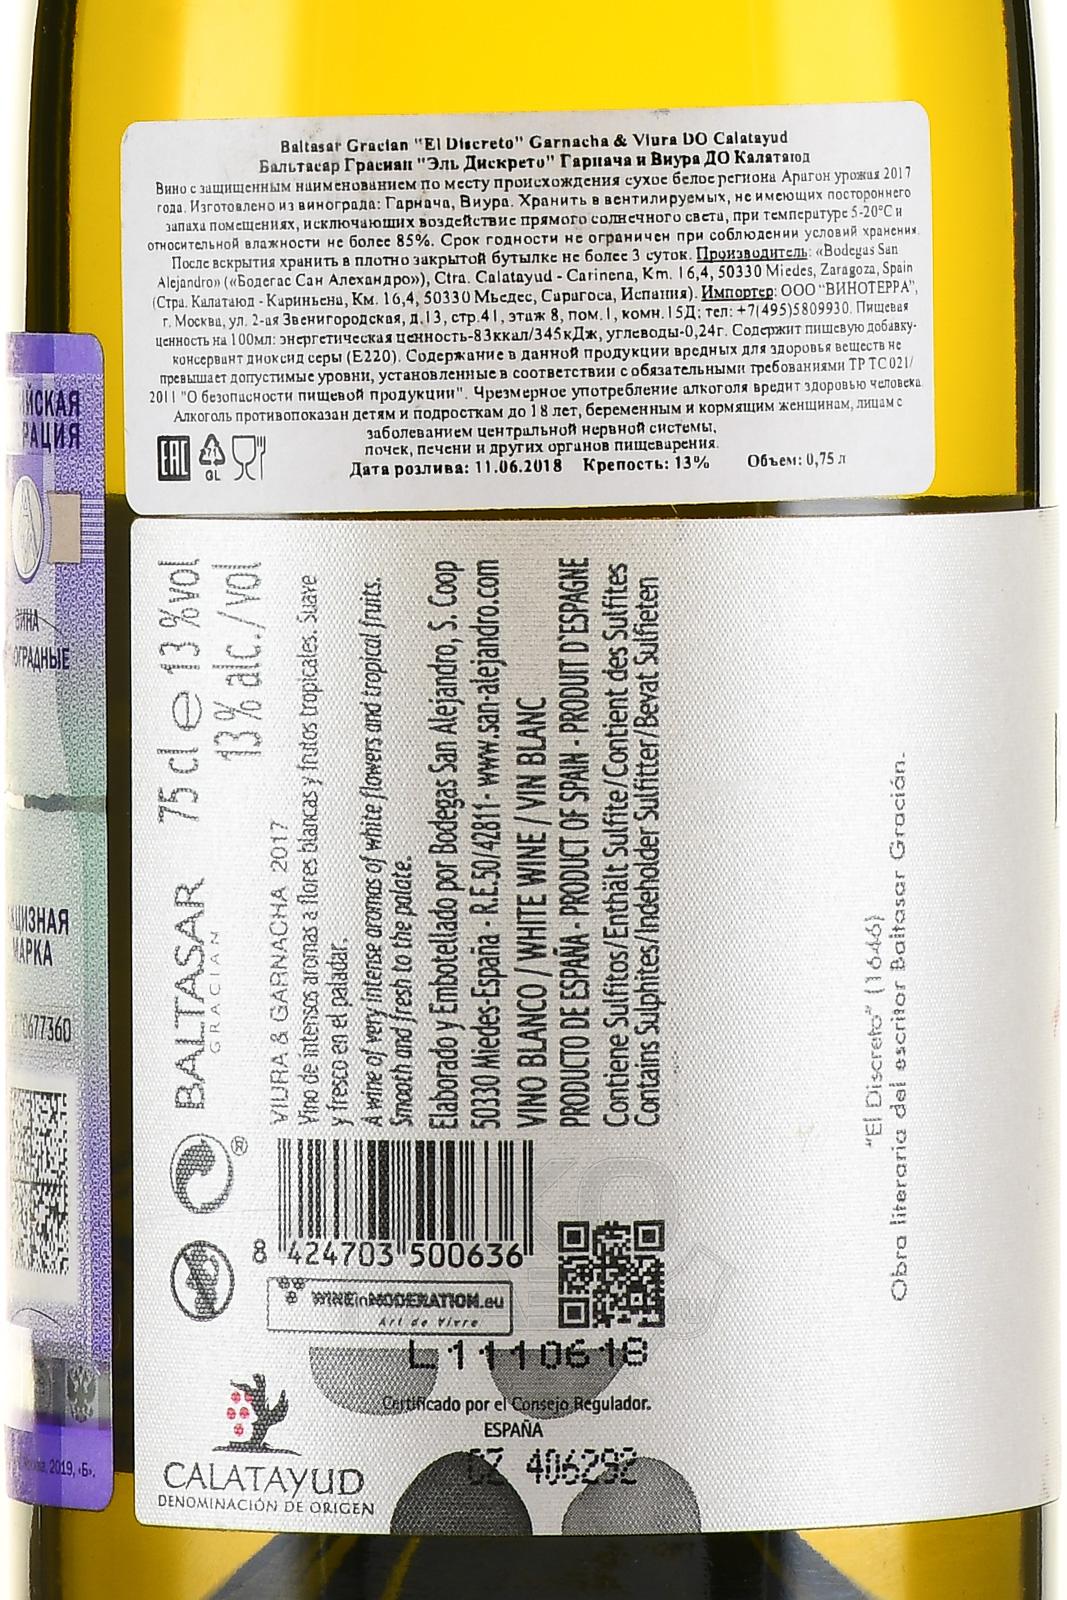 Baltasar Gracian "El Discreto" Garnacha & Viura DO Calatayud
Бальтасар Грасиан "Эль Дискрето" Гарнача и Виура ДО Калатаюд
Вино с защищенным наименованием по месту происхождения сухое белое региона Арагон урожая 2017
года. Изготовлено из винограда: Гарнача, Виура. Хранить в вентилируемых, не имеющих постороннего
запаха помещениях, исключающих воздействие прямого солнечного света, при температуре 5-20°С и
относительной влажности не более 85%. Срок годности не ограничен при соблюдении условий хранения.
После вскрытия хранить в плотно закрытой бутылке не более 3 суток. Производитель: «Bodegas San
Alejandro» («Бодегас Сан Алехандро»), Ctra. Calatayud - Carinena, Km. 16,4, 50330 Miedes, Zaragoza, Spain
(Стра. Калатаюд - Кариньена, Км. 16,4, 50330 Мьедес, Сарагоса, Испания). Импортер: ООО "ВИНОТЕРРА",
г. Москва, ул. 2-ая Звенигородская, д.13, стр.41, этаж 8, пом.1, комн.15Д; тел: +7(495)5809930. Пищевая
ценность на 100мл: энергетическая ценность-83ккал/345кДж, углеводы-0,24г. Содержит пищевую добавку-
консервант диоксид серы (Е220). Содержание в данной продукции вредных для здоровья веществ не
превышает допустимые уровни, установленные в соответствии с обязательными требованиями ТР ТС 021/
2011 "О безопасности пищевой продукции". Чрезмерное употребление алкоголя вредит здоровью человека.
Алкоголь противопоказан детям и подросткам до 18 лет, беременным и кормящим женщинам, лицам с
заболеванием центральной нервной системы,
почек, печени и других органов пищеварения.
Дата розлива: 11.06.2018 Крепость: 13% Объем: 0,75 л
EAC
71
GL
BALTASAR 75 cl e 13 %vol
GRACIAN 13% alc./vol
VIURA & GARNACHA 2017
Vino de intensos aromas a flores blancas y frutos tropicales. Suave
y fresco en el paladar.
A wine of very intense aromas of white flowers and tropical fruits.
Smooth and fresh to the palate.
Elaborado y Embotellado por Bodegas San Alejandro, S. Coop
50330 Miedes-España - R.E.50/42811- www.san-alejandro.com
VINO BLANCO / WHITE WINE / VIN BLANC
PRODUCTO DE ESPAÑA - PRODUCT OF SPAIN - PRODUIT D'ESPAGNE
Contiene Sulfitos/Enthält Sulfite/Contient des Sulfites
Contains Sulphites/Indeholder Sulfitter/Bevat Sulfieten
"El Discreto" (1646)
Obra literaria del escritor Baltasar Gracián.
®
8 424703 500636
WINEinMODERATION.eu
Art de Vivre
L1110618
Certificado por el Consejo Regulador.
ESPAÑA
CZ 406292
CALATAYUD
DENOMINACIÓN DE ORIGEN
МАРКА
0677360
2019, «Б».